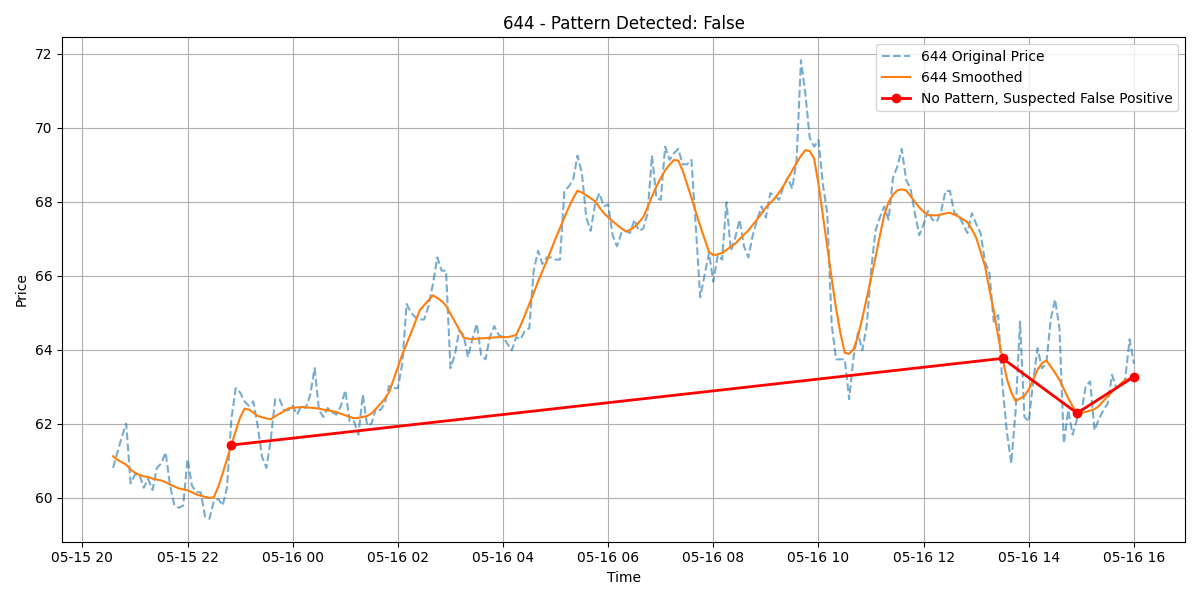 644 - Pattern Detected: False
72
70
68
66
64
62
60
Price
644 Original Price
644 Smoothed
No Pattern, Suspected False Positive
05-15 20 05-15 22 05-16 00 05-16 02 05-16 04 05-16 06 05-16 08 05-16 10 05-16 12 05-16 14 05-16 16
Time